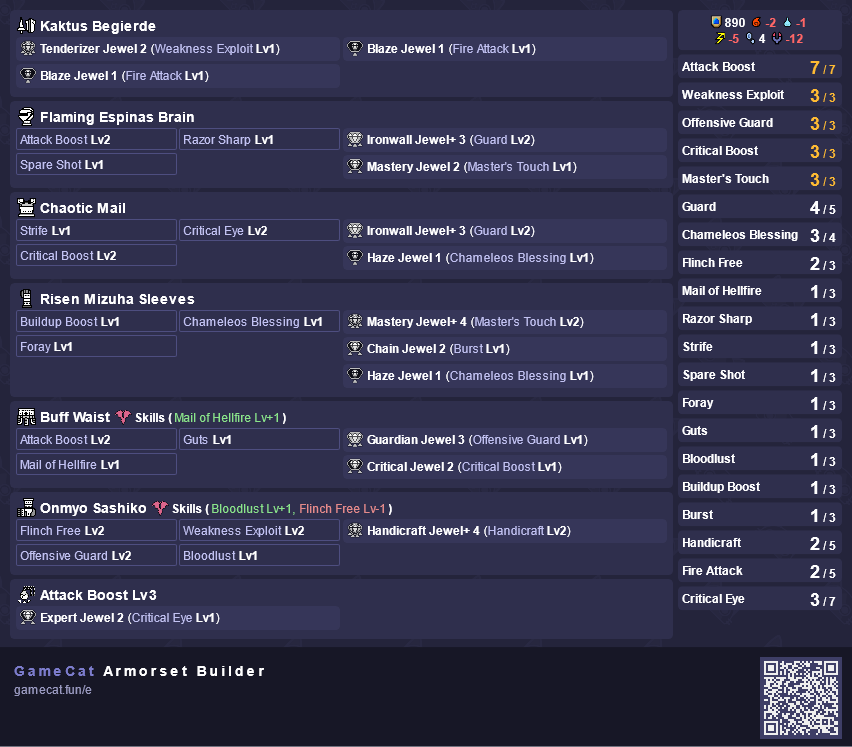 Kaktus Begierde
Tenderizer Jewel 2 (Weakness Exploit Lv1)
Blaze Jewel 1 (Fire Attack Lv1)
Blaze Jewel 1 (Fire Attack Lv1)
Flaming Espinas Brain
Attack Boost Lv2
Razor Sharp Lv1
Spare Shot Lv1
Ironwall Jewel+ 3 (Guard Lv2)
Mastery Jewel 2 (Master's Touch Lv1)
Chaotic Mail
Strife Lv1
Critical Eye Lv2
Critical Boost Lv2
Ironwall Jewel+ 3 (Guard Lv2)
Haze Jewel 1 (Chameleos Blessing Lv1)
Risen Mizuha Sleeves
Buildup Boost Lv1
Chameleos Blessing Lv1
Foray Lv1
Mastery Jewel+ 4 (Master's Touch Lv2)
Chain Jewel 2 (Burst Lv1)
Haze Jewel 1 (Chameleos Blessing Lv1)
Buff Waist Skills (Mail of Hellfire Lv+1)
Attack Boost Lv2
Guts Lv1
Mail of Hellfire Lv1
Guardian Jewel 3 (Offensive Guard Lv1)
Critical Jewel 2 (Critical Boost Lv1)
Onmyo Sashiko Skills (Bloodlust Lv+1, Flinch Free Lv-1)
Flinch Free Lv2
Weakness Exploit Lv2
Offensive Guard Lv2
Bloodlust Lv1
Handicraft Jewel+ 4 (Handicraft Lv2)
Attack Boost Lv3
Expert Jewel 2 (Critical Eye Lv1)
890 -2 -1
-5 4 -12
Attack Boost 7 / 7
Weakness Exploit 3 / 3
Offensive Guard 3 / 3
Critical Boost 3 / 3
Master's Touch 3 / 3
Guard 4 / 5
Chameleos Blessing 3 / 4
Flinch Free 2 / 3
Mail of Hellfire 1 / 3
Razor Sharp 1 / 3
Strife 1 / 3
Spare Shot 1 / 3
Foray 1 / 3
Guts 1 / 3
Bloodlust 1 / 3
Buildup Boost 1 / 3
Burst 1 / 3
Handicraft 2 / 5
Fire Attack 2 / 5
Critical Eye 3 / 7
GameCat Armorset Builder
gamecat.fun/e